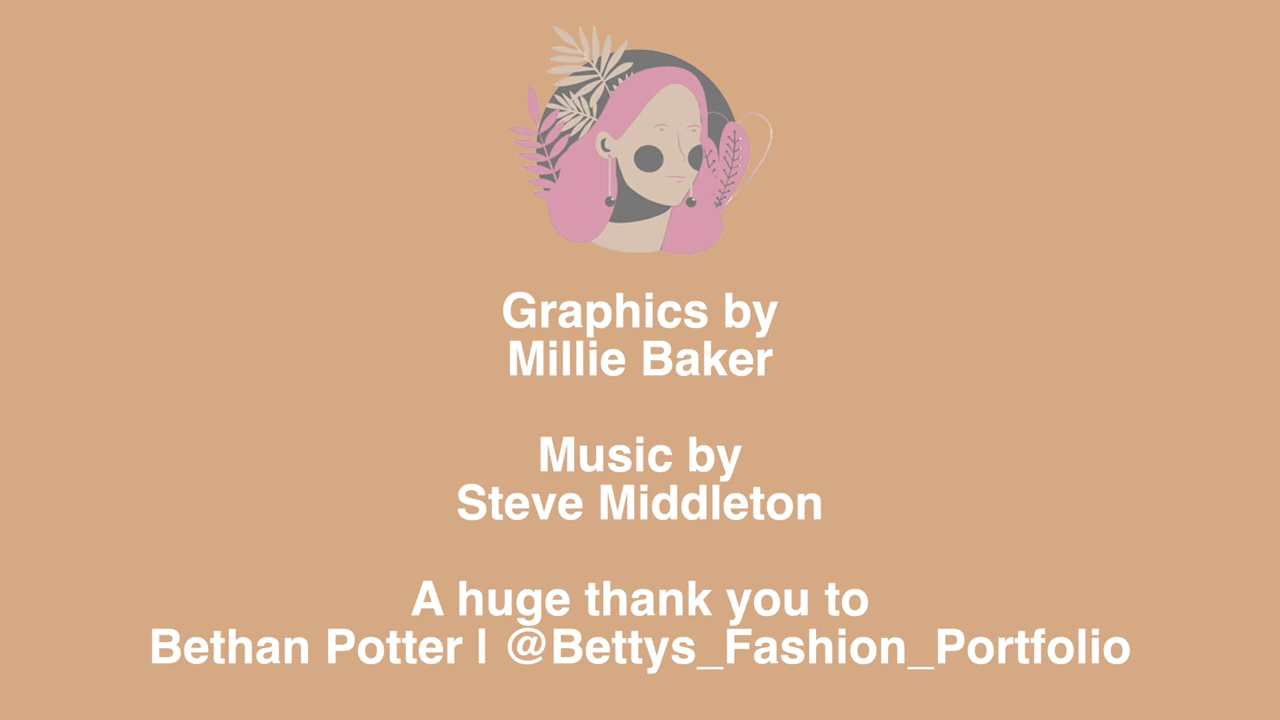 Graphics by
Millie Baker
Music by
Steve Middleton
A huge thank you to
Bethan Potter | @Bettys_Fashion_Portfolio